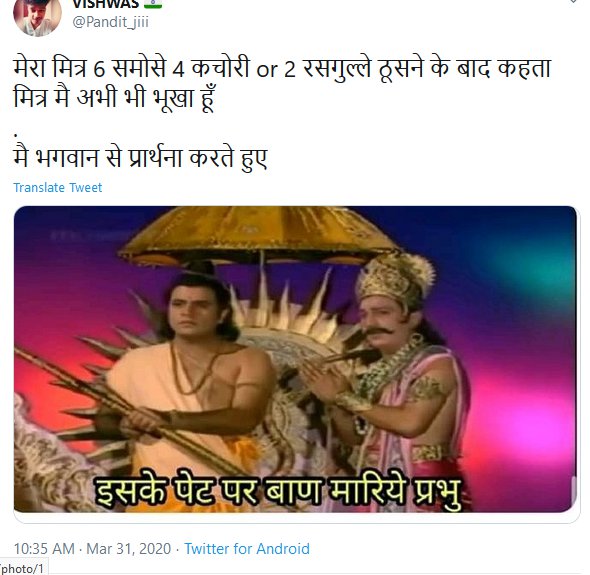 VISHWAS
@Pandit_jiii
मेरा मित्र 6 समोसे 4 कचोरी or 2 रसगुल्ले ठूसने के बाद कहता
मित्र मै अभी भी भूखा हूँ
.
मै भगवान से प्रार्थना करते हुए
Translate Tweet
इसके पेट पर बाण मारिये प्रभु
10:35 AM · Mar 31, 2020 · Twitter for Android
photo/1